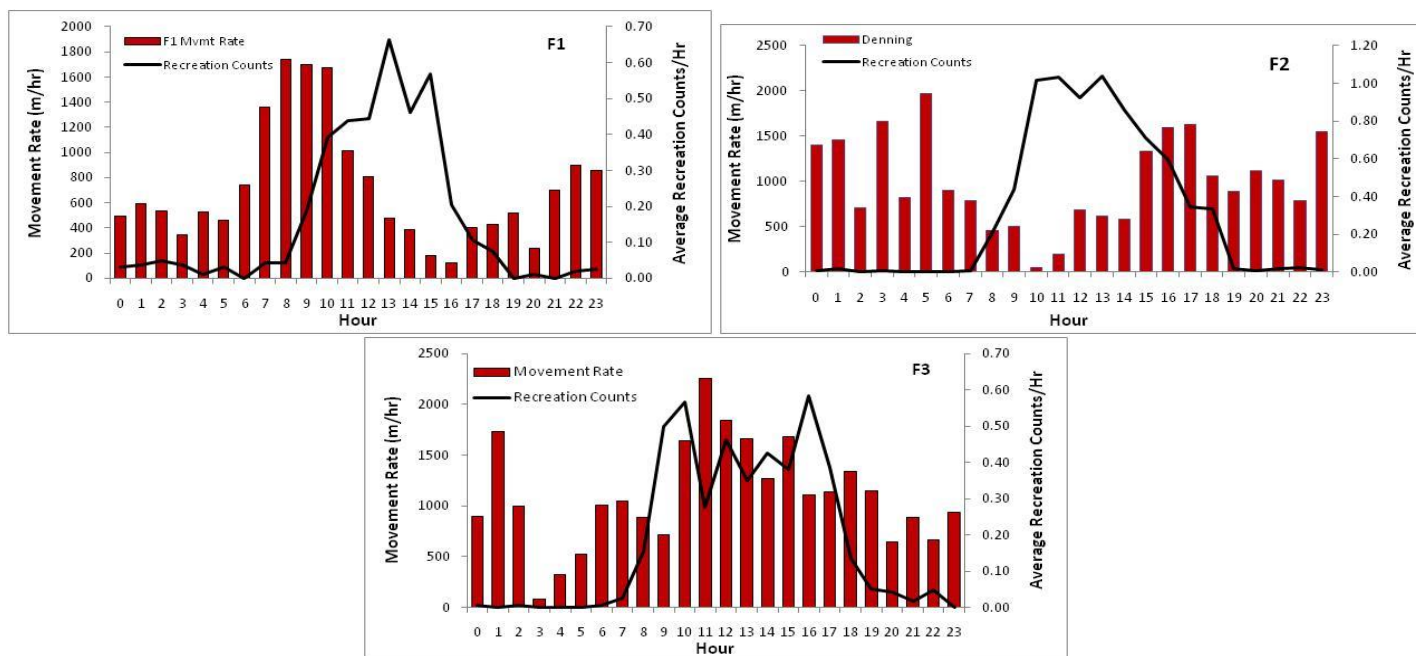 F1
F1 Mvmt Rate
Recreation Counts
Movement Rate (m/hr)
2000
1800
1600
1400
1200
1000
800
600
400
200
0
0.70
0.60
0.50
0.40
0.30
0.20
0.10
0.00
Average Recreation Counts/Hr
0 1 2 3 4 5 6 7 8 9 10 11 12 13 14 15 16 17 18 19 20 21 22 23
Hour
F2
Denning
Recreation Counts
Movement Rate (m/hr)
2500
2000
1500
1000
500
0
1.20
1.00
0.80
0.60
0.40
0.20
0.00
Average Recreation Counts/Hr
0 1 2 3 4 5 6 7 8 9 10 11 12 13 14 15 16 17 18 19 20 21 22 23
Hour
F3
Movement Rate
Recreation Counts
Movement Rate (m/hr)
2500
2000
1500
1000
500
0
0.70
0.60
0.50
0.40
0.30
0.20
0.10
0.00
Average Recreation Counts/Hr
0 1 2 3 4 5 6 7 8 9 10 11 12 13 14 15 16 17 18 19 20 21 22 23
Hour